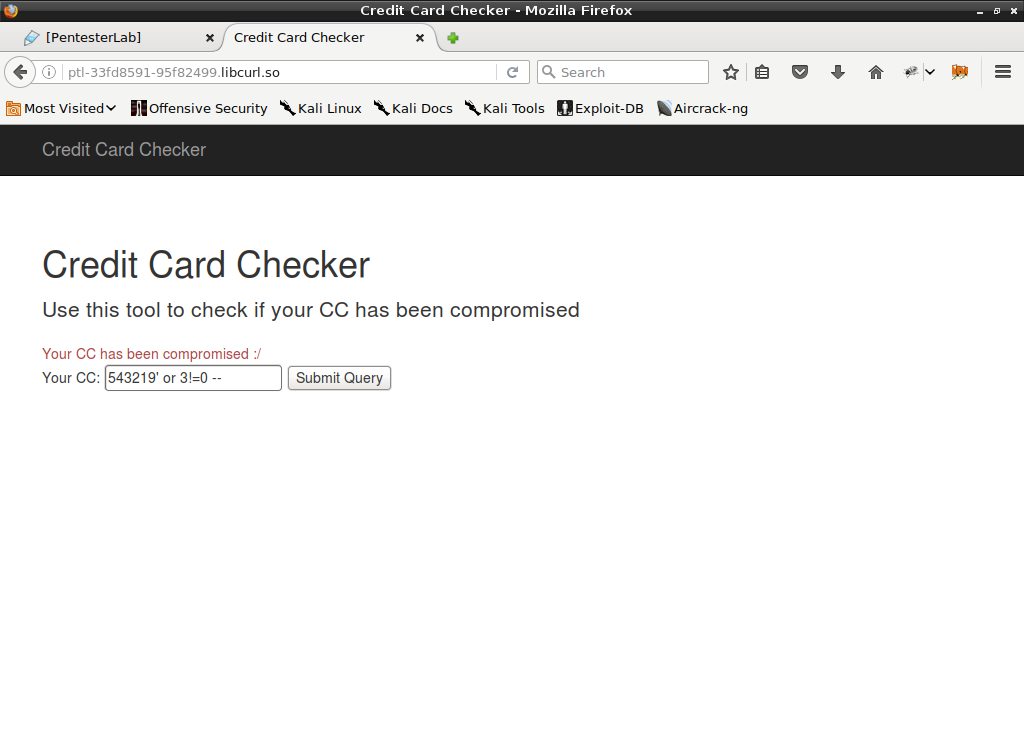 Credit Card Checker - Mozilla Firefox
[PentesterLab]
Credit Card Checker
ptl-33fd8591-95f82499.libcurl.so
Search
Most Visited
Offensive Security
Kali Linux
Kali Docs
Kali Tools
Exploit-DB
Aircrack-ng
Credit Card Checker
Credit Card Checker
Use this tool to check if your CC has been compromised
Your CC has been compromised :/
Your CC: 543219' or 3!=0 -- Submit Query